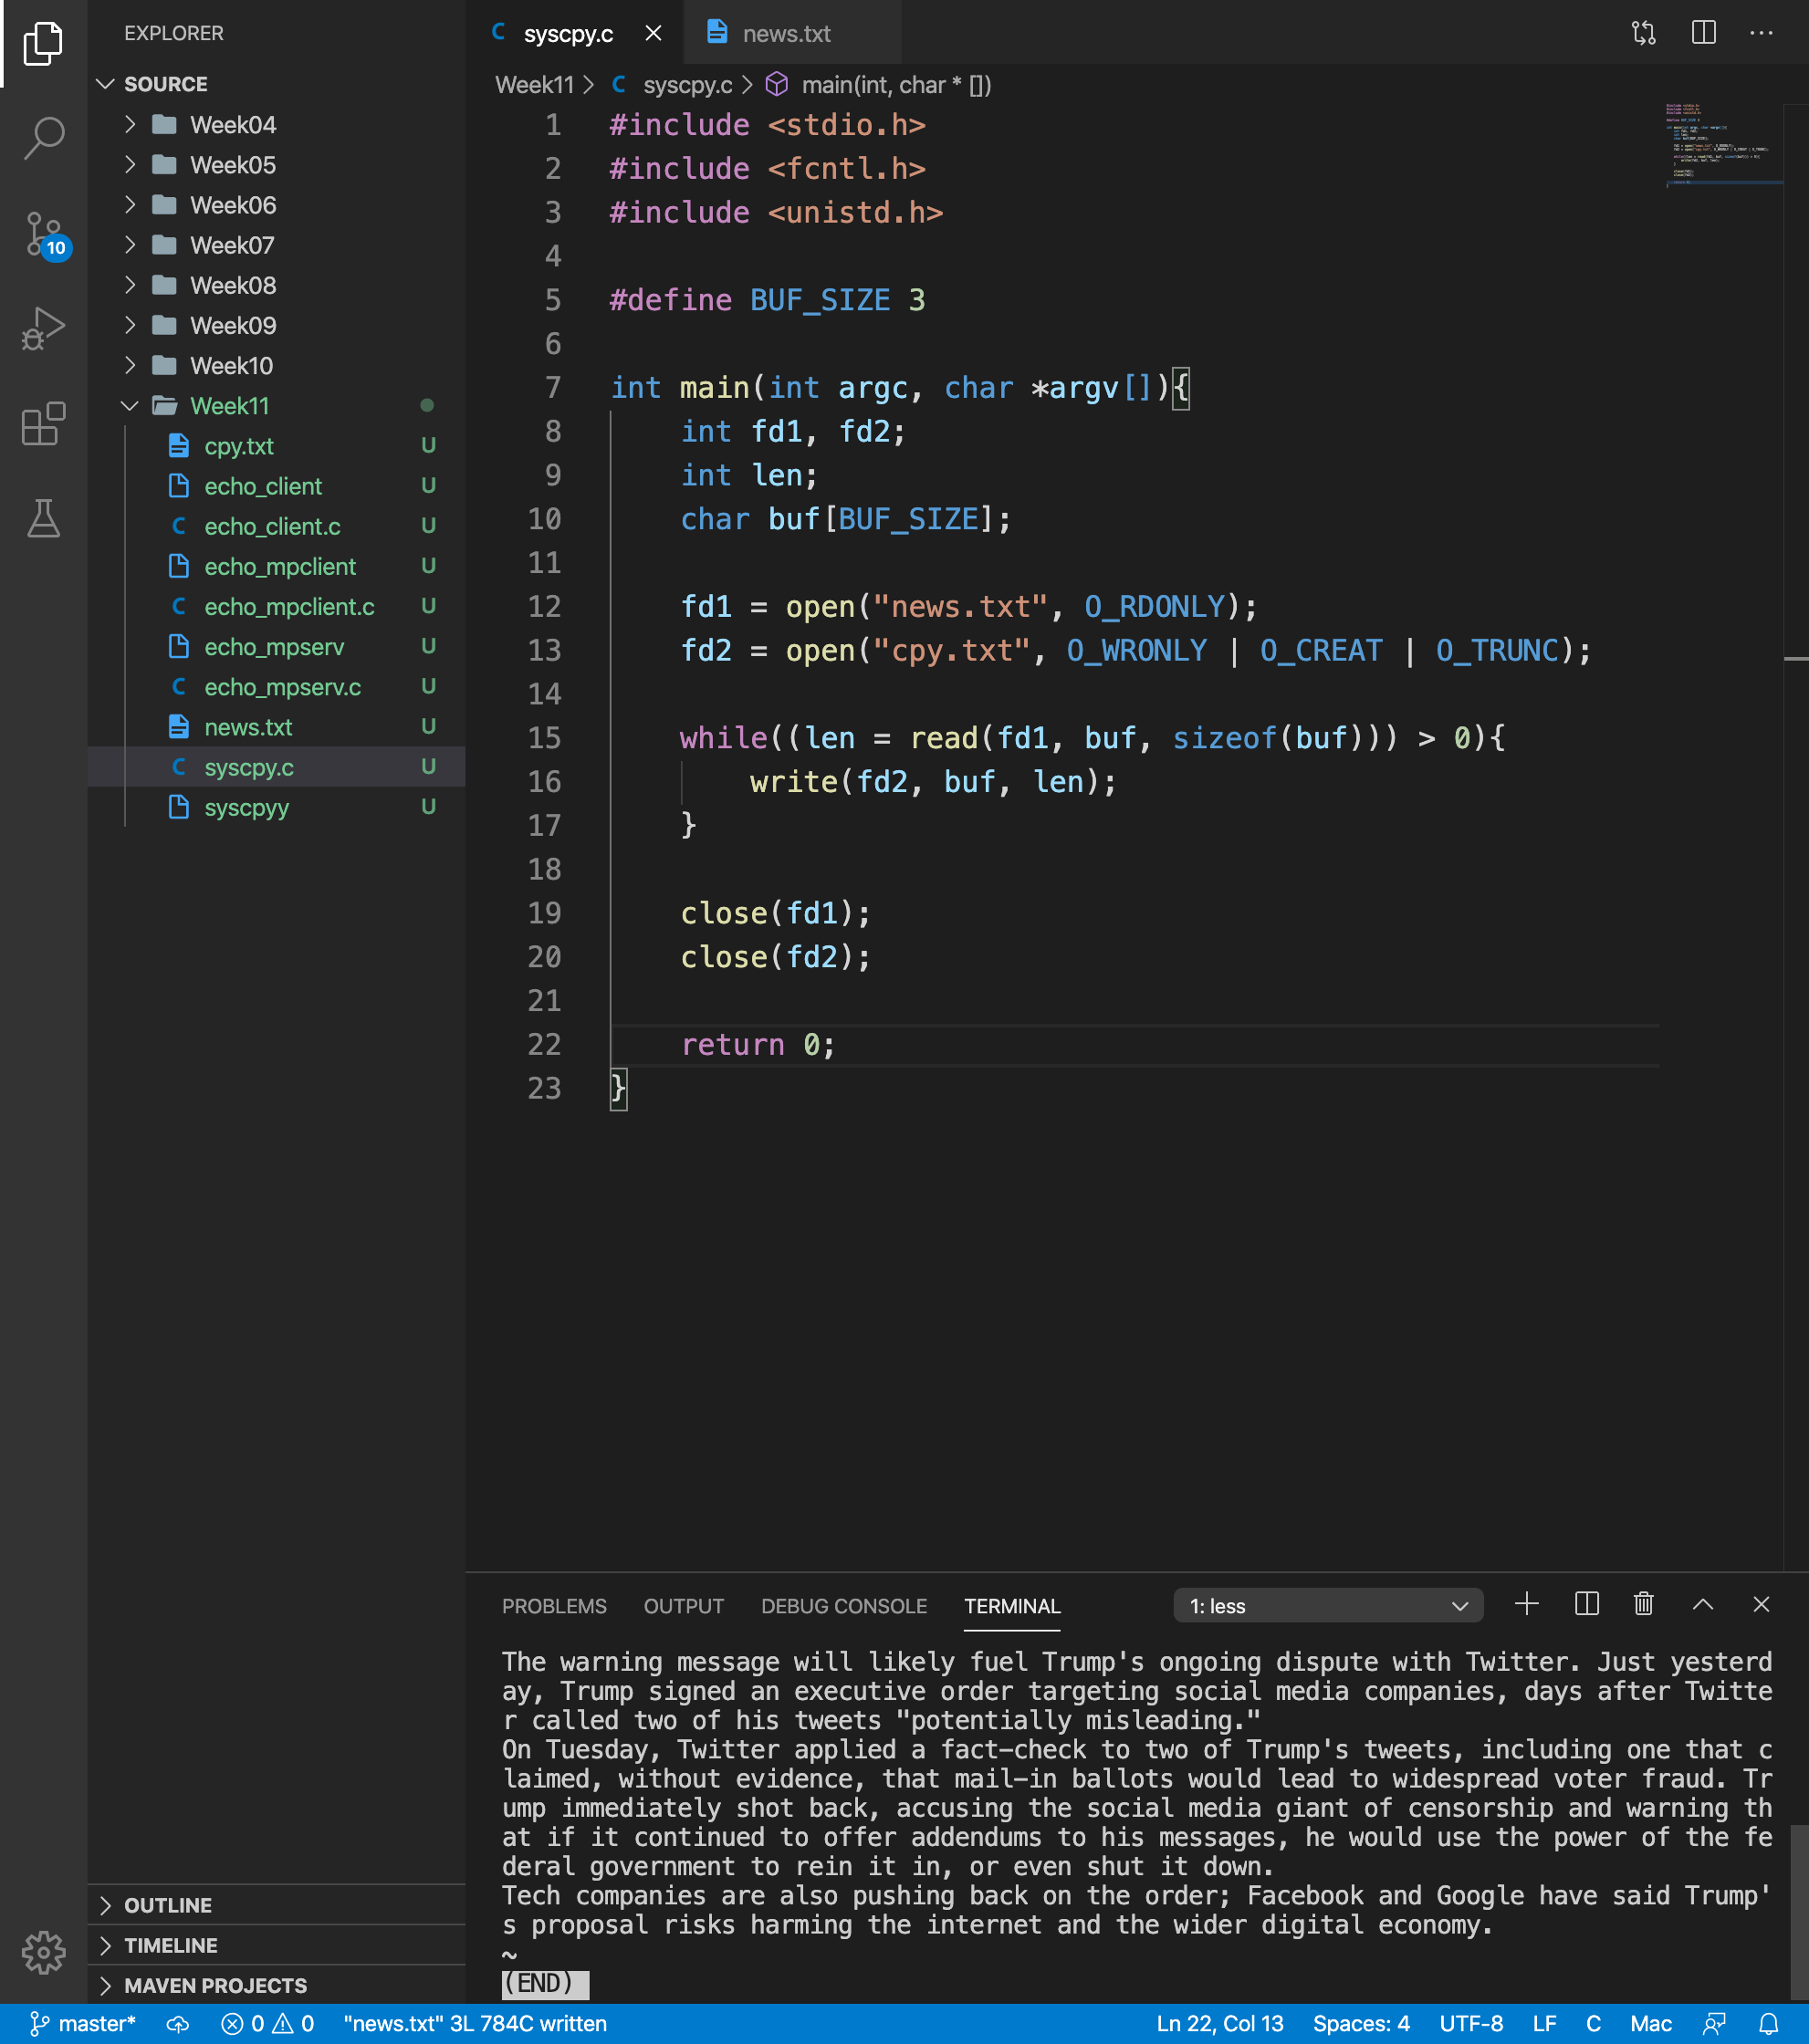 EXPLORER
SOURCE
Week04
Week05
Week06
Week07
Week08
Week09
Week10
Week11
cpy.txt U
echo_client U
C echo_client.c U
echo_mpclient U
C echo_mpclient.c U
echo_mpserv U
C echo_mpserv.c U
news.txt U
C syscpy.c U
syscpyy U
OUTLINE
TIMELINE
MAVEN PROJECTS
10
C syscpy.c
news.txt
Week11 > C syscpy.c > main(int, char * [])
1 #include <stdio.h>
2 #include <fcntl.h>
3 #include <unistd.h>
4
5 #define BUF_SIZE 3
6
7 int main(int argc, char *argv[]){
8 int fd1, fd2;
9 int len;
10 char buf[BUF_SIZE];
11
12 fd1 = open("news.txt", O_RDONLY);
13 fd2 = open("cpy.txt", O_WRONLY | O_CREAT | O_TRUNC);
14
15 while((len = read(fd1, buf, sizeof(buf))) > 0){
16 write(fd2, buf, len);
17 }
18
19 close(fd1);
20 close(fd2);
21
22 return 0;
23 }
PROBLEMS OUTPUT DEBUG CONSOLE TERMINAL 1: less
The warning message will likely fuel Trump's ongoing dispute with Twitter. Just yesterd
ay, Trump signed an executive order targeting social media companies, days after Twitte
r called two of his tweets "potentially misleading."
On Tuesday, Twitter applied a fact-check to two of Trump's tweets, including one that c
laimed, without evidence, that mail-in ballots would lead to widespread voter fraud. Tr
ump immediately shot back, accusing the social media giant of censorship and warning th
at if it continued to offer addendums to his messages, he would use the power of the fe
deral government to rein it in, or even shut it down.
Tech companies are also pushing back on the order; Facebook and Google have said Trump'
s proposal risks harming the internet and the wider digital economy.
~
(END)
master* 0 0 "news.txt" 3L 784C written Ln 22, Col 13 Spaces: 4 UTF-8 LF C Mac